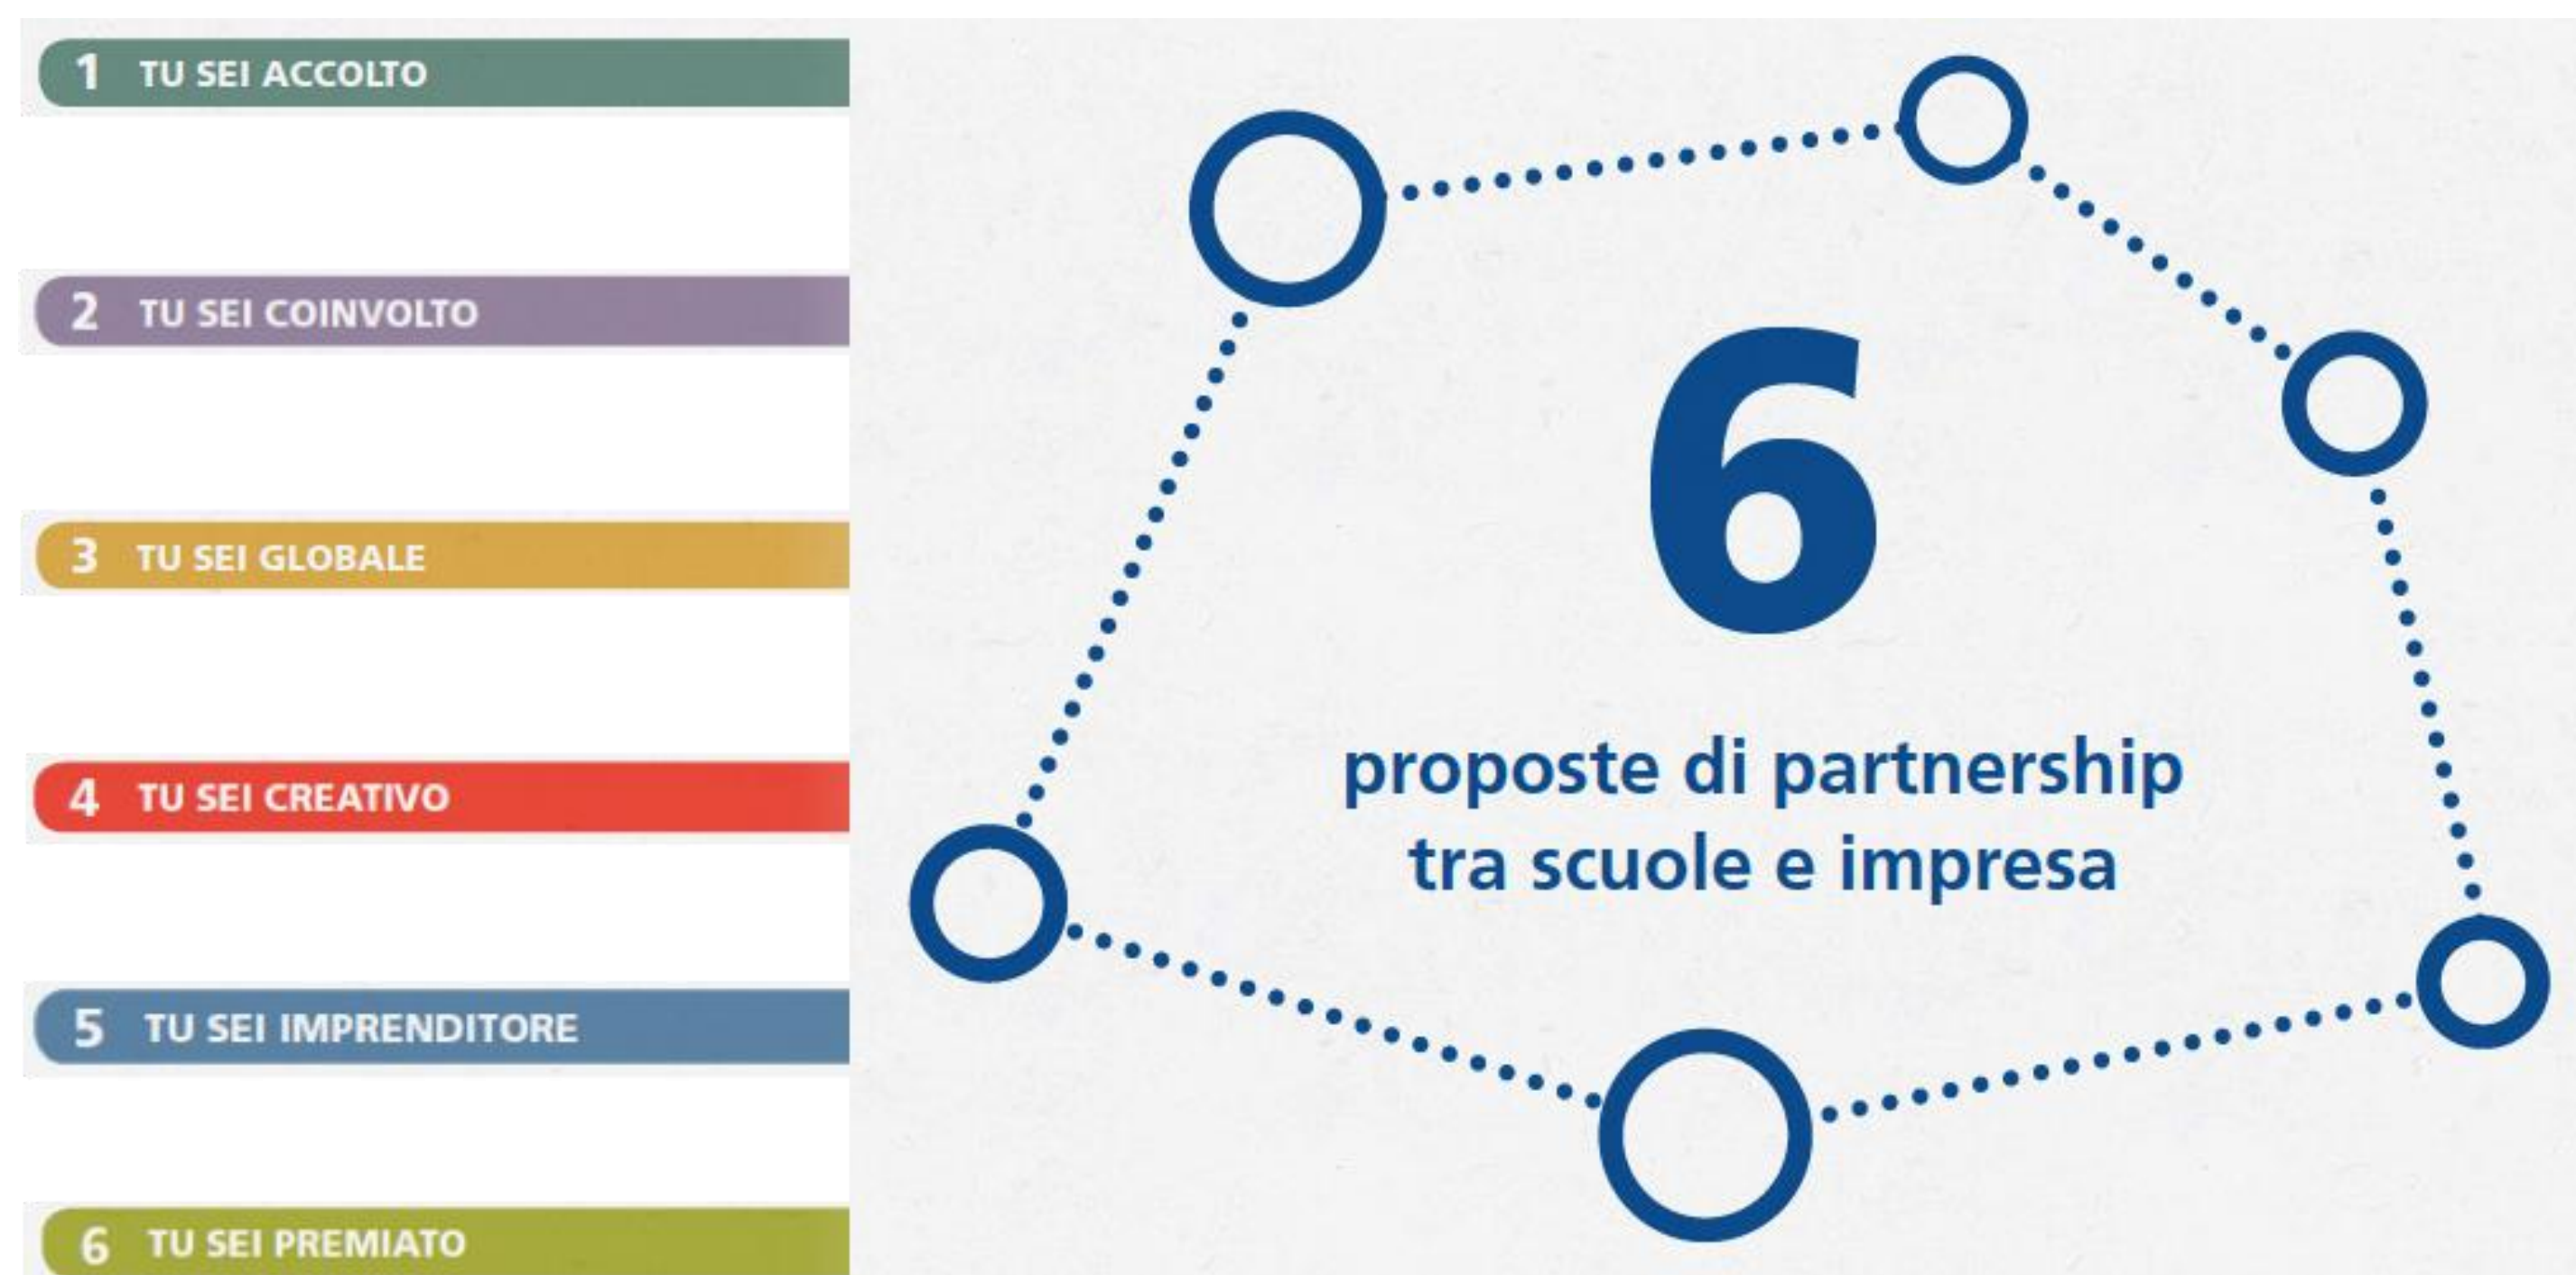 1 TU SEI ACCOLTO
2 TU SEI COINVOLTO
3 TU SEI GLOBALE
4 TU SEI CREATIVO
5 TU SEI IMPRENDITORE
6 TU SEI PREMIATO
6
proposte di partnership
tra scuole e impresa